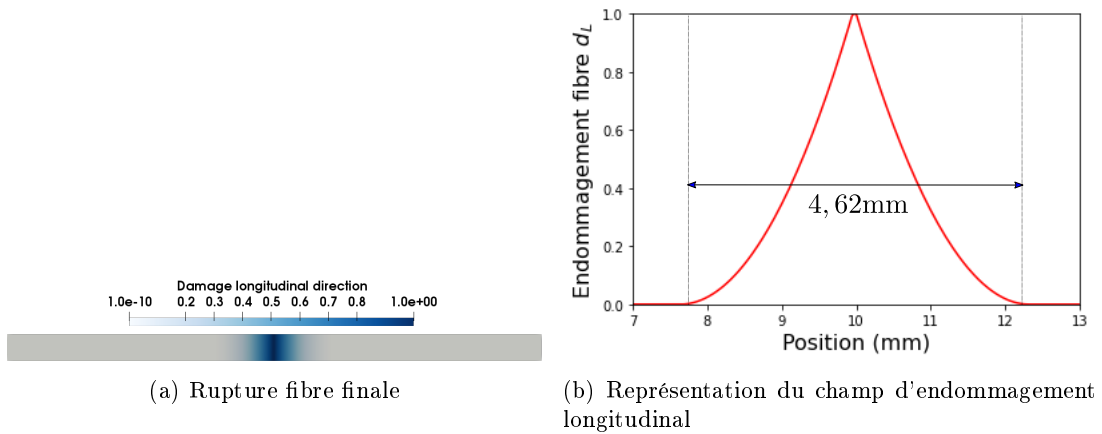 Damage longitudinal direction
1.0e-10 0.2 0.3 0.4 0.5 0.6 0.7 0.8 1.0e+00
(a) Rupture fibre finale
Endommagement fibre d_L
1.0
0.8
0.6
0.4
0.2
0.0
4,62mm
7 8 9 10 11 12 13
Position (mm)
(b) Représentation du champ d'endommagement
longitudinal